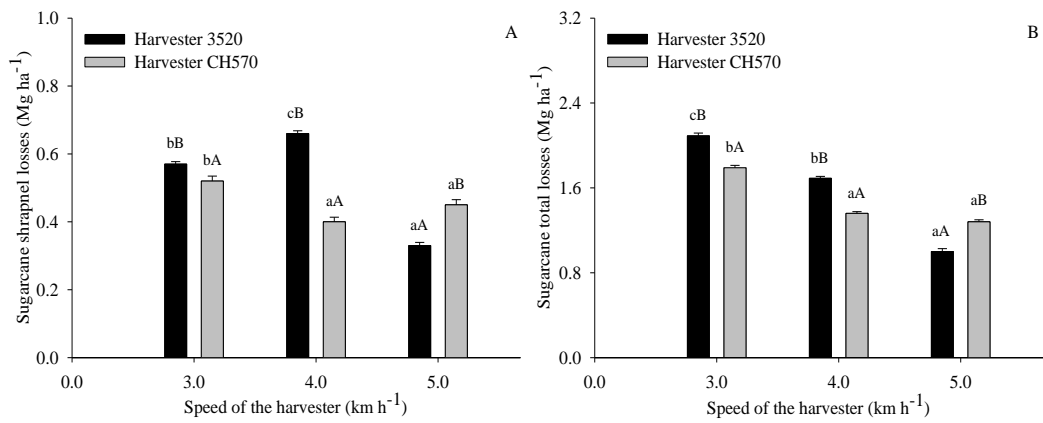 A
Harvester 3520
Harvester CH570
Sugarcane shrapnel losses (Mg ha⁻¹)
1.0
0.8
0.6
0.4
0.2
0.0
bB
bA
cB
aA
aA
aB
0.0
3.0
4.0
5.0
Speed of the harvester (km h⁻¹)
B
Harvester 3520
Harvester CH570
Sugarcane total losses (Mg ha⁻¹)
3.2
2.4
1.6
0.8
0.0
cB
bA
bB
aA
aA
aB
0.0
3.0
4.0
5.0
Speed of the harvester (km h⁻¹)